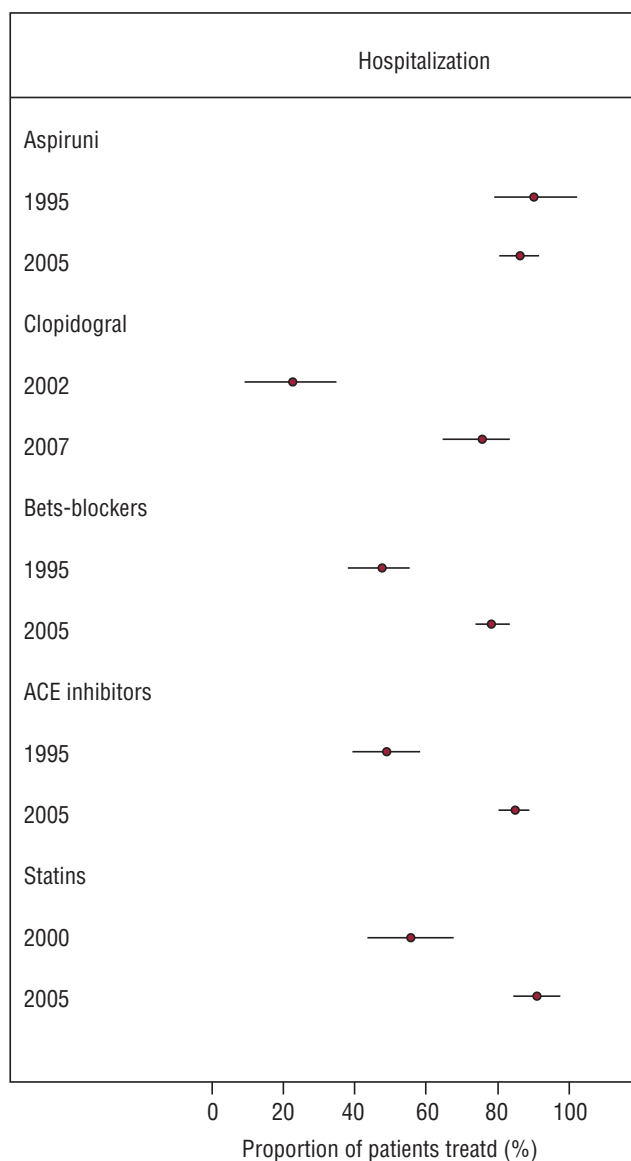 Hospitalization
Aspiruni
1995
2005
Clopidogral
2002
2007
Bets-blockers
1995
2005
ACE inhibitors
1995
2005
Statins
2000
2005
0 20 40 60 80 100
Proportion of patients treatd (%)